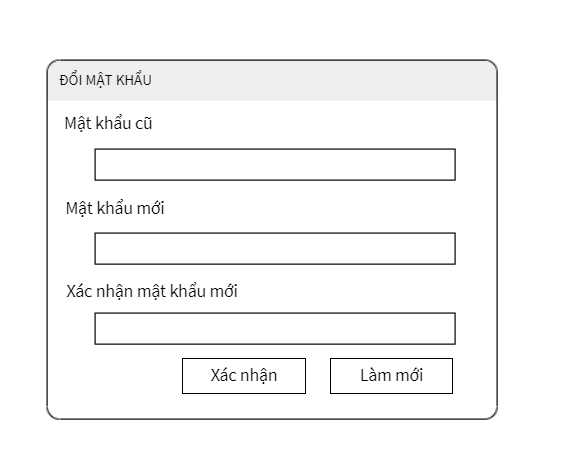 ĐỔI MẬT KHẨU
Mật khẩu cũ
Mật khẩu mới
Xác nhận mật khẩu mới
Xác nhận
Làm mới